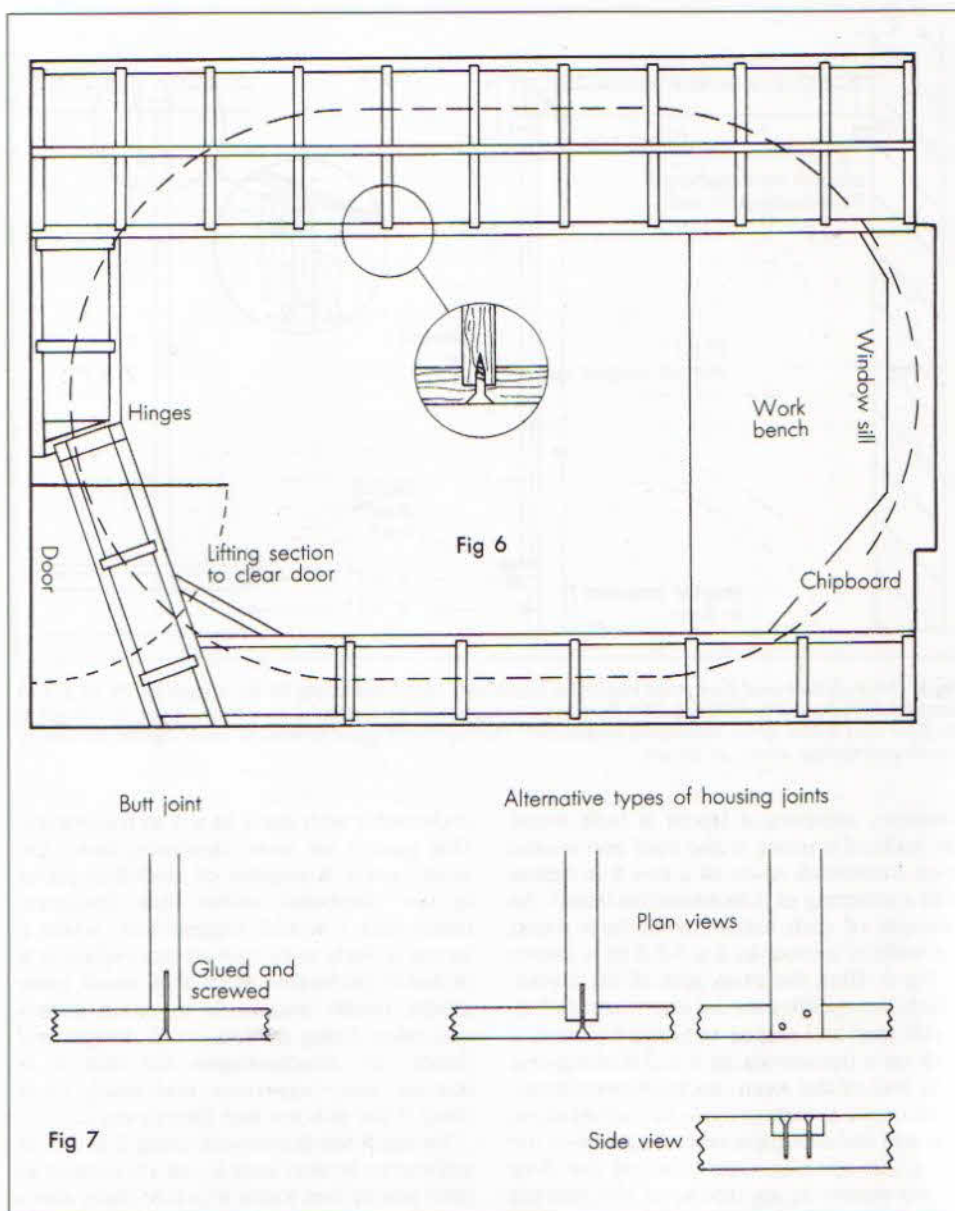 Hinges
Work
bench
Window sill
Fig 6
Door
Lifting section
to clear door
Chipboard
Butt joint
Alternative types of housing joints
Plan views
Glued and
screwed
Fig 7
Side view